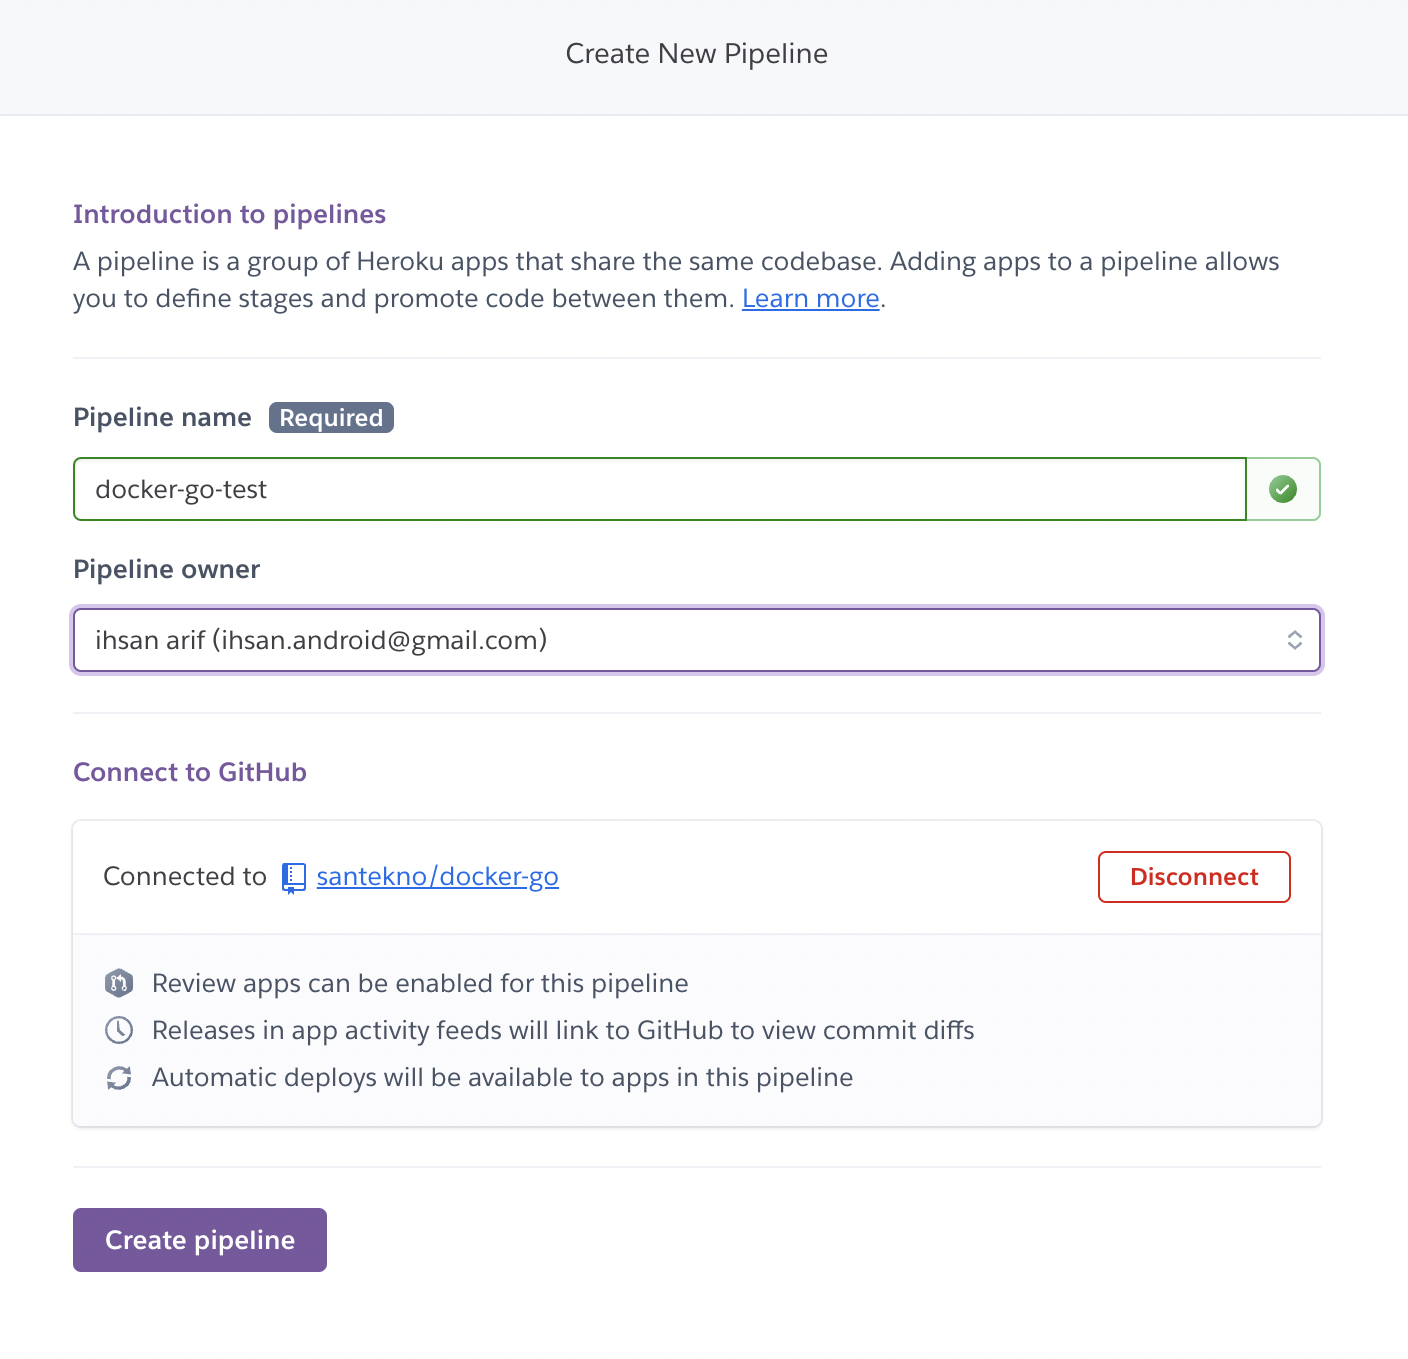 Create New Pipeline
Introduction to pipelines
A pipeline is a group of Heroku apps that share the same codebase. Adding apps to a pipeline allows
you to define stages and promote code between them. Learn more.
Pipeline name Required
docker-go-test
Pipeline owner
ihsan arif (ihsan.android@gmail.com)
Connect to GitHub
Connected to santekno/docker-go Disconnect
Review apps can be enabled for this pipeline
Releases in app activity feeds will link to GitHub to view commit diffs
Automatic deploys will be available to apps in this pipeline
Create pipeline